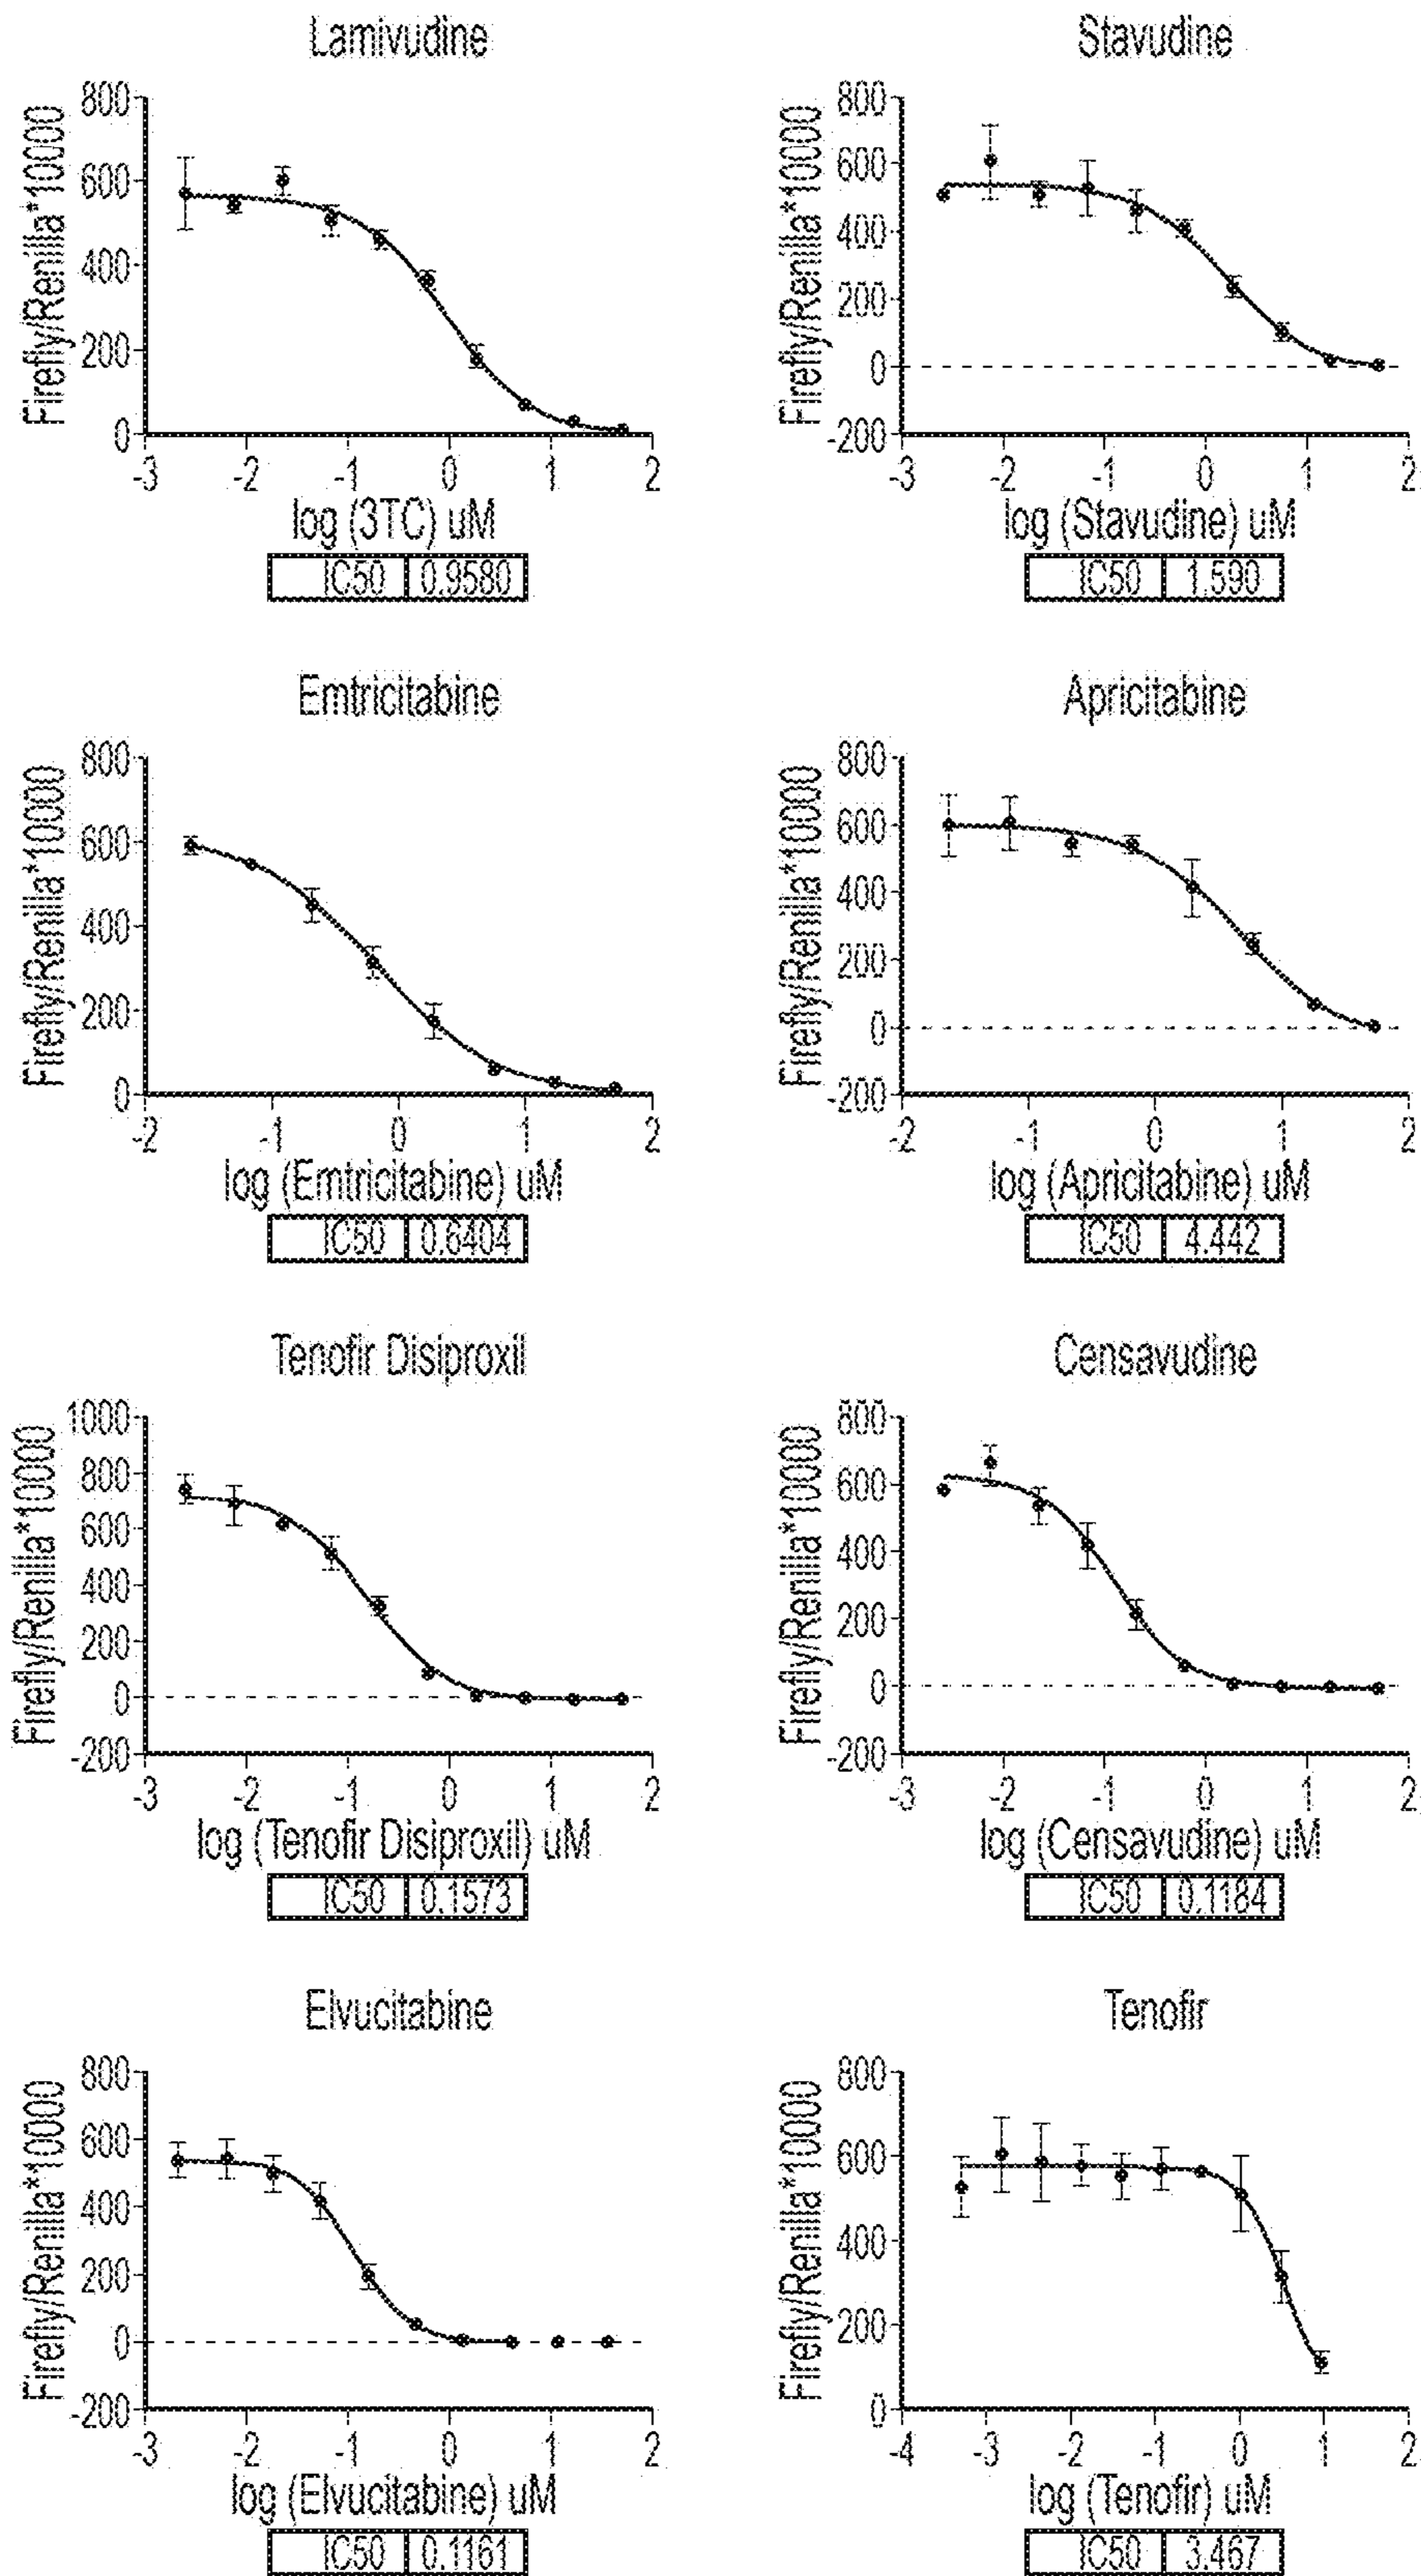 Lamivudine
Firefly/Renilla*10000
800
600
400
200
0
-3 -2 -1 0 1 2
log (3TC) uM
IC50 0.9580
Stavudine
Firefly/Renilla*10000
800
600
400
200
0
-200
-3 -2 -1 0 1 2
log (Stavudine) uM
IC50 1.590
Emtricitabine
Firefly/Renilla*10000
800
600
400
200
0
-2 -1 0 1 2
log (Emtricitabine) uM
IC50 0.6404
Apricitabine
Firefly/Renilla*10000
800
600
400
200
0
-200
-2 -1 0 1 2
log (Apricitabine) uM
IC50 4.442
Tenofir Disiproxil
Firefly/Renilla*10000
1000
800
600
400
200
0
-200
-3 -2 -1 0 1 2
log (Tenofir Disiproxil) uM
IC50 0.1573
Censavudine
Firefly/Renilla*10000
800
600
400
200
0
-200
-3 -2 -1 0 1 2
log (Censavudine) uM
IC50 0.1184
Elvucitabine
Firefly/Renilla*10000
800
600
400
200
0
-200
-3 -2 -1 0 1 2
log (Elvucitabine) uM
IC50 0.1161
Tenofir
Firefly/Renilla*10000
800
600
400
200
0
-4 -3 -2 -1 0 1 2
log (Tenofir) uM
IC50 3.467